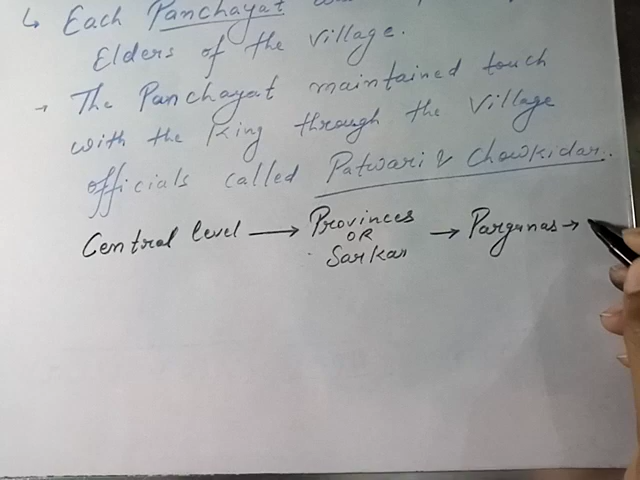 ↳ Each Panchayat
Elders of the village.
→ The Panchayat maintained touch
with the King through the Village
officials called Patwari & Chowkidar.
Central level → Provinces OR Sarkar → Parganas →